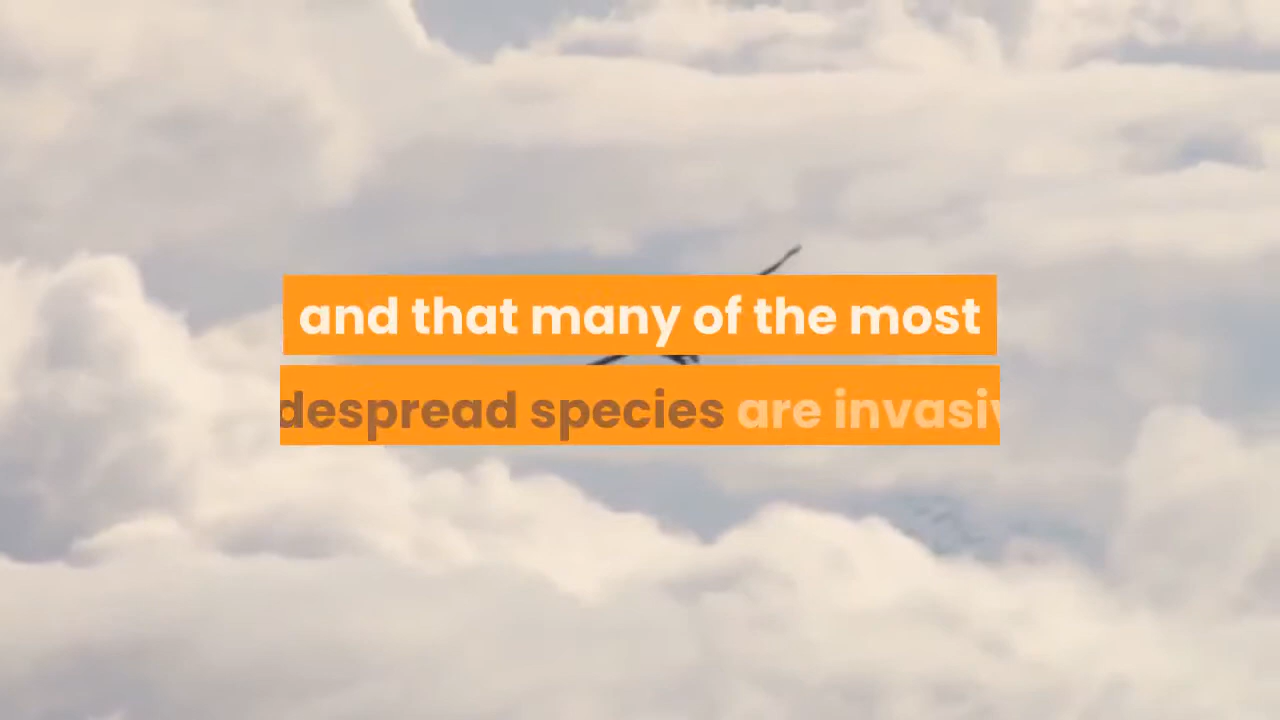 and that many of the most
despread species are invasiv